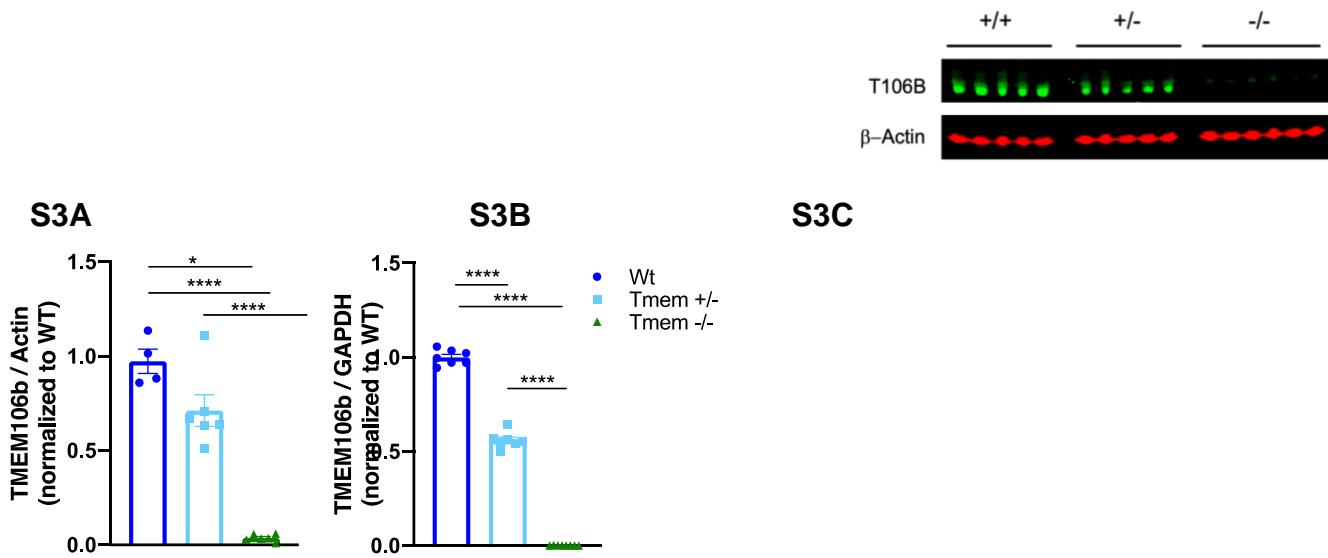 +/+ +/- -/-
T106B
β–Actin
S3A S3B S3C
TMEM106b / Actin
(normalized to WT)
1.5
1.0
0.5
0.0
*
****
****
TMEM106b / GAPDH
(normalized to WT)
1.5
1.0
0.5
0.0
****
****
****
Wt
Tmem +/-
Tmem -/-